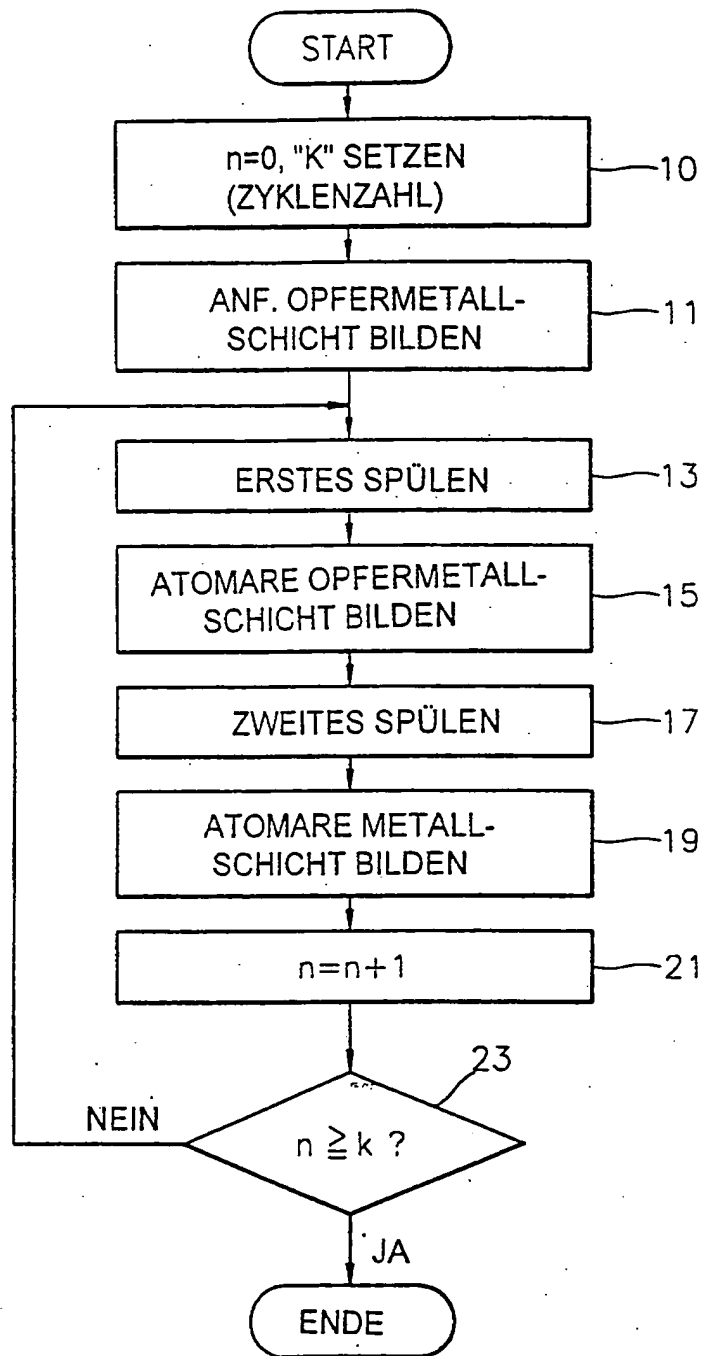 START
n=0, "K" SETZEN
(ZYKLENZAHL)
10
ANF. OPFERMETALL-
SCHICHT BILDEN
11
ERSTES SPÜLEN
13
ATOMARE OPFERMETALL-
SCHICHT BILDEN
15
ZWEITES SPÜLEN
17
ATOMARE METALL-
SCHICHT BILDEN
19
n=n+1
21
23
NEIN
n ≧ k ?
JA
ENDE